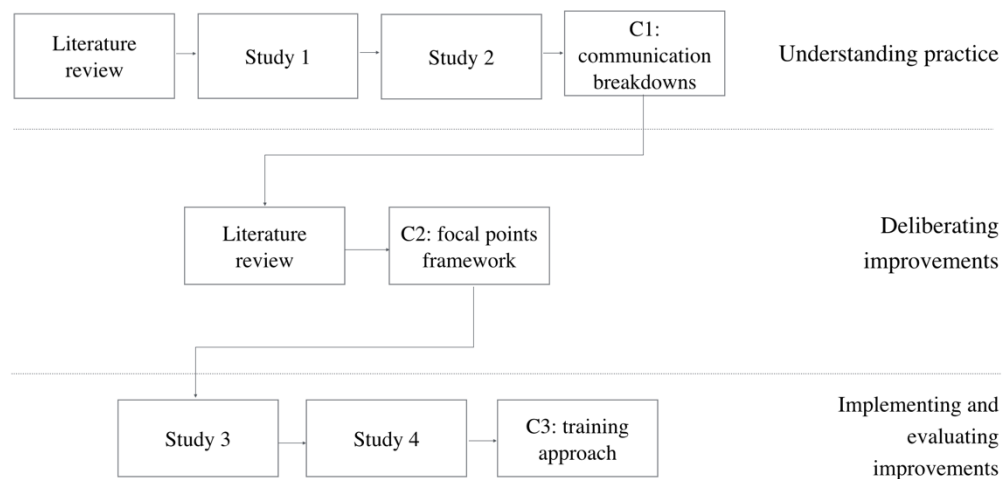 Literature
review
Study 1
Study 2
C1:
communication
breakdowns
Understanding practice
Literature
review
C2: focal points
framework
Deliberating
improvements
Study 3
Study 4
C3: training
approach
Implementing and
evaluating
improvements